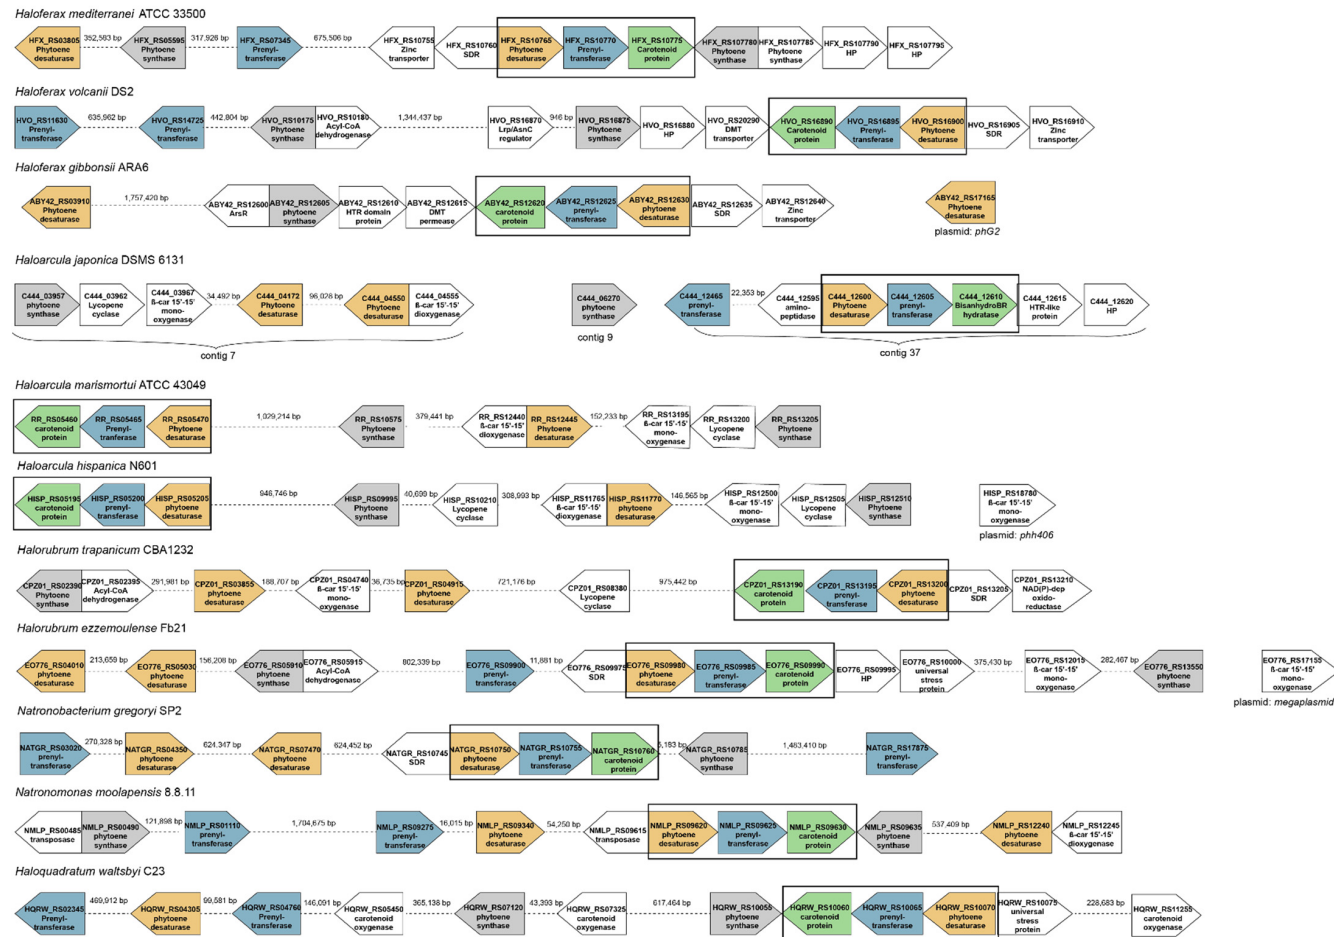 Haloferax mediterranei ATCC 33500
HFX_RS03805 Phytoene desaturase
352,583 bp
HFX_RS05595 Phytoene synthase
317,926 bp
HFX_RS07345 Prenyl-transferase
675,506 bp
HFX_RS10755 Zinc transporter
HFX_RS10760 SDR
HFX_RS10765 Phytoene desaturase
HFX_RS10770 Prenyl-transferase
HFX_RS10775 Carotenoid protein
HFX_RS107780 Phytoene synthase
HFX_RS107785 Phytoene synthase
HFX_RS107790 HP
HFX_RS107795 HP
Haloferax volcanii DS2
HVO_RS11630 Prenyl-transferase
635,962 bp
HVO_RS14725 Prenyl-transferase
442,804 bp
HVO_RS10175 Phytoene synthase
HVO_RS10180 Acyl-CoA dehydrogenase
1,344,437 bp
HVO_RS16870 Lrp/AsnC regulator
946 bp
HVO_RS16875 Phytoene synthase
HVO_RS16880 HP
HVO_RS20290 DMT transporter
HVO_RS16890 Carotenoid protein
HVO_RS16895 Prenyl-transferase
HVO_RS16900 Phytoene desaturase
HVO_RS16905 SDR
HVO_RS16910 Zinc transporter
Haloferax gibbonsii ARA6
ABY42_RS03910 Phytoene desaturase
1,757,420 bp
ABY42_RS12600 ArsR
ABY42_RS12605 phytoene synthase
ABY42_RS12610 HTR domain protein
ABY42_RS12615 DMT permease
ABY42_RS12620 carotenoid protein
ABY42_RS12625 prenyl-transferase
ABY42_RS12630 phytoene desaturase
ABY42_RS12635 SDR
ABY42_RS12640 Zinc transporter
ABY42_RS17165 Phytoene desaturase
plasmid: phG2
Haloarcula japonica DSMS 6131
C444_03957 phytoene synthase
C444_03962 Lycopene cyclase
C444_03967 ß-car 15'-15' mono-oxygenase
34,492 bp
C444_04172 Phytoene desaturase
96,028 bp
C444_04550 Phytoene desaturase
C444_04555 ß-car 15'-15' dioxygenase
C444_06270 phytoene synthase
C444_12465 prenyl-transferase
22,353 bp
C444_12595 amino-peptidase
C444_12600 Phytoene desaturase
C444_12605 prenyl-transferase
C444_12610 BisanhydroBR hydratase
C444_12615 HTR-like protein
C444_12620 HP
contig 7
contig 9
contig 37
Haloarcula marismortui ATCC 43049
RR_RS05460 carotenoid protein
RR_RS05465 Prenyl-tranferase
RR_RS05470 Phytoene desaturase
1,029,214 bp
RR_RS10575 Phytoene synthase
379,441 bp
RR_RS12440 ß-car 15'-15' dioxygenase
RR_RS12445 Phytoene desaturase
152,233 bp
RR_RS13195 ß-car 15'-15' mono-oxygenase
RR_RS13200 Lycopene cyclase
RR_RS13205 Phytoene synthase
Haloarcula hispanica N601
HISP_RS05195 carotenoid protein
HISP_RS05200 prenyl-transferase
HISP_RS05205 phytoene desaturase
946,746 bp
HISP_RS09995 Phytoene synthase
40,699 bp
HISP_RS10210 Lycopene cyclase
308,993 bp
HISP_RS11765 ß-car 15'-15' dioxygenase
HISP_RS11770 phytoene desaturase
146,565 bp
HISP_RS12500 ß-car 15'-15' mono-oxygenase
HISP_RS12505 Lycopene cyclase
HISP_RS12510 Phytoene synthase
HISP_RS18780 ß-car 15'-15' mono-oxygenase
plasmid: phh406
Halorubrum trapanicum CBA1232
CPZ01_RS02390 Phytoene synthase
CPZ01_RS02395 Acyl-CoA dehydrogenase
291,981 bp
CPZ01_RS03855 phytoene desaturase
188,707 bp
CPZ01_RS04740 ß-car 15'-15' mono-oxygenase
36,735 bp
CPZ01_RS04915 phytoene desaturase
721,176 bp
CPZ01_RS08380 Lycopene cyclase
975,442 bp
CPZ01_RS13190 carotenoid protein
CPZ01_RS13195 prenyl-transferase
CPZ01_RS13200 phytoene desaturase
CPZ01_RS13205 SDR
CPZ01_RS13210 NAD(P)-dep oxido-reductase
Halorubrum ezzemoulense Fb21
EO776_RS04010 phytoene desaturase
213,659 bp
EO776_RS05030 phytoene desaturase
156,208 bp
EO776_RS05910 phytoene synthase
EO776_RS05915 Acyl-CoA dehydrogenase
802,339 bp
EO776_RS09900 prenyl-transferase
11,881 bp
EO776_RS09975 SDR
EO776_RS09980 phytoene desaturase
EO776_RS09985 prenyl-transferase
EO776_RS09990 carotenoid protein
EO776_RS09995 HP
EO776_RS10000 universal stress protein
375,430 bp
EO776_RS12015 ß-car 15'-15' mono-oxygenase
282,467 bp
EO776_RS13550 phytoene synthase
EO776_RS17155 ß-car 15'-15' mono-oxygenase
plasmid: megaplasmid
Natronobacterium gregoryi SP2
NATGR_RS03020 prenyl-transferase
270,328 bp
NATGR_RS04350 phytoene desaturase
624,347 bp
NATGR_RS07470 phytoene desaturase
624,452 bp
NATGR_RS10745 SDR
NATGR_RS10750 phytoene desaturase
NATGR_RS10755 prenyl-transferase
NATGR_RS10760 carotenoid protein
5,183 bp
NATGR_RS10785 phytoene synthase
1,463,410 bp
NATGR_RS17875 prenyl-transferase
Natronomonas moolapensis 8.8.11
NMLP_RS00485 transposase
NMLP_RS00490 phytoene synthase
121,898 bp
NMLP_RS01110 prenyl-transferase
1,704,675 bp
NMLP_RS09275 prenyl-transferase
16,015 bp
NMLP_RS09340 phytoene desaturase
54,250 bp
NMLP_RS09615 transposase
NMLP_RS09620 phytoene desaturase
NMLP_RS09625 prenyl-transferase
NMLP_RS09630 carotenoid protein
NMLP_RS09635 phytoene synthase
537,409 bp
NMLP_RS12240 phytoene desaturase
NMLP_RS12245 ß-car 15'-15' dioxygenase
Haloquadratum waltsbyi C23
HQRW_RS02345 Prenyl-transferase
469,912 bp
HQRW_RS04305 phytoene desaturase
99,581 bp
HQRW_RS04760 Prenyl-transferase
146,091 bp
HQRW_RS05450 carotenoid oxygenase
365,138 bp
HQRW_RS07120 phytoene synthase
43,393 bp
HQRW_RS07325 carotenoid oxygenase
617,464 bp
HQRW_RS10055 phytoene synthase
HQRW_RS10060 carotenoid protein
HQRW_RS10065 prenyl-transferase
HQRW_RS10070 phytoene desaturase
HQRW_RS10075 universal stress protein
228,683 bp
HQRW_RS11255 carotenoid oxygenase